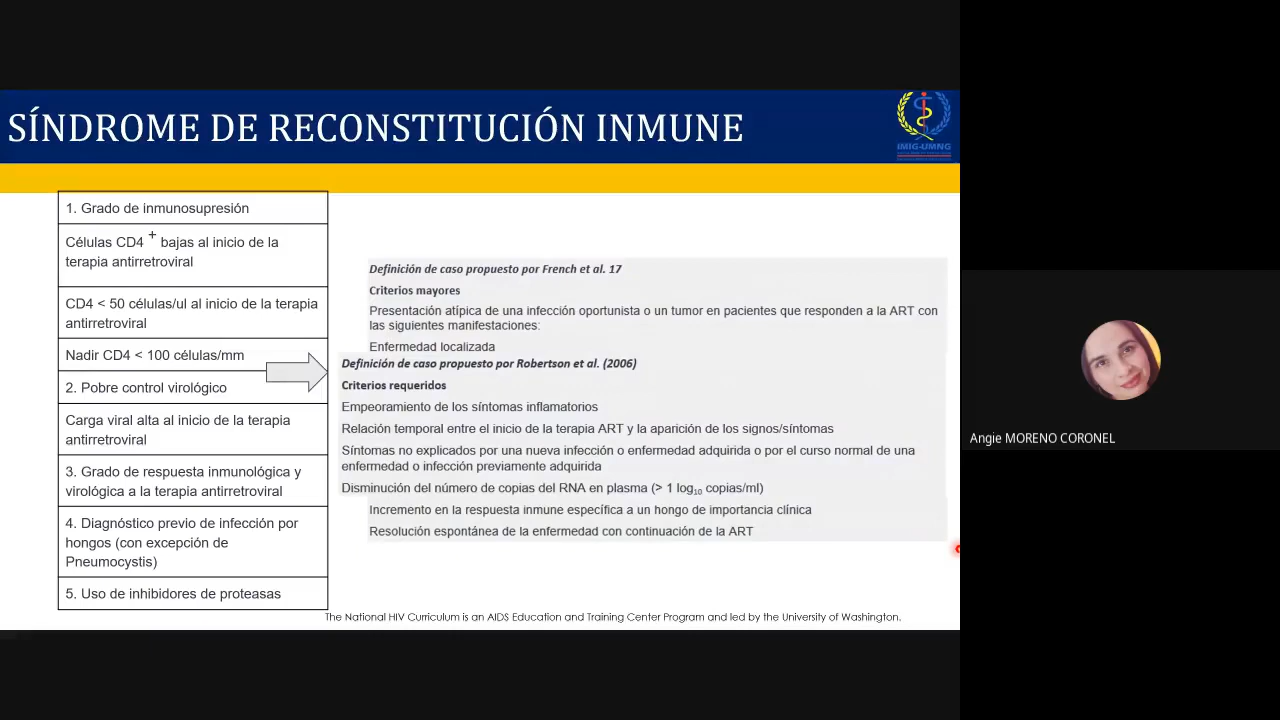 SÍNDROME DE RECONSTITUCIÓN INMUNE
IMIG-UMNG
1. Grado de inmunosupresión
Células CD4 + bajas al inicio de la
terapia antirretroviral
CD4 < 50 células/ul al inicio de la terapia
antirretroviral
Nadir CD4 < 100 células/mm
2. Pobre control virológico
Carga viral alta al inicio de la terapia
antirretroviral
3. Grado de respuesta inmunológica y
virológica a la terapia antirretroviral
4. Diagnóstico previo de infección por
hongos (con excepción de
Pneumocystis)
5. Uso de inhibidores de proteasas
Definición de caso propuesto por French et al. 17
Criterios mayores
Presentación atípica de una infección oportunista o un tumor en pacientes que responden a la ART con
las siguientes manifestaciones:
Enfermedad localizada
Definición de caso propuesto por Robertson et al. (2006)
Criterios requeridos
Empeoramiento de los síntomas inflamatorios
Relación temporal entre el inicio de la terapia ART y la aparición de los signos/síntomas
Síntomas no explicados por una nueva infección o enfermedad adquirida o por el curso normal de una
enfermedad o infección previamente adquirida
Disminución del número de copias del RNA en plasma (> 1 log10 copias/ml)
Incremento en la respuesta inmune específica a un hongo de importancia clínica
Resolución espontánea de la enfermedad con continuación de la ART
The National HIV Curriculum is an AIDS Education and Training Center Program and led by the University of Washington.
Angie MORENO CORONEL